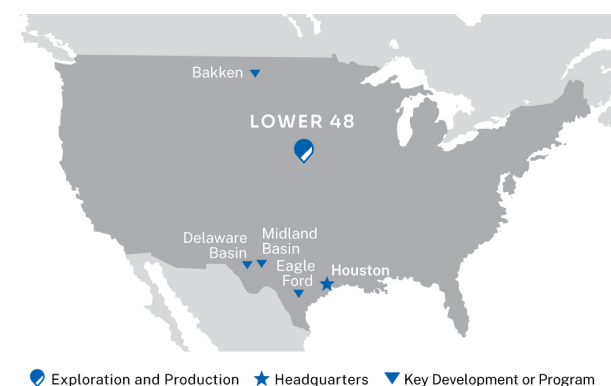 Bakken
LOWER 48
Delaware
Basin
Midland
Basin
Eagle
Ford
Houston
Exploration and Production
Headquarters
Key Development or Program